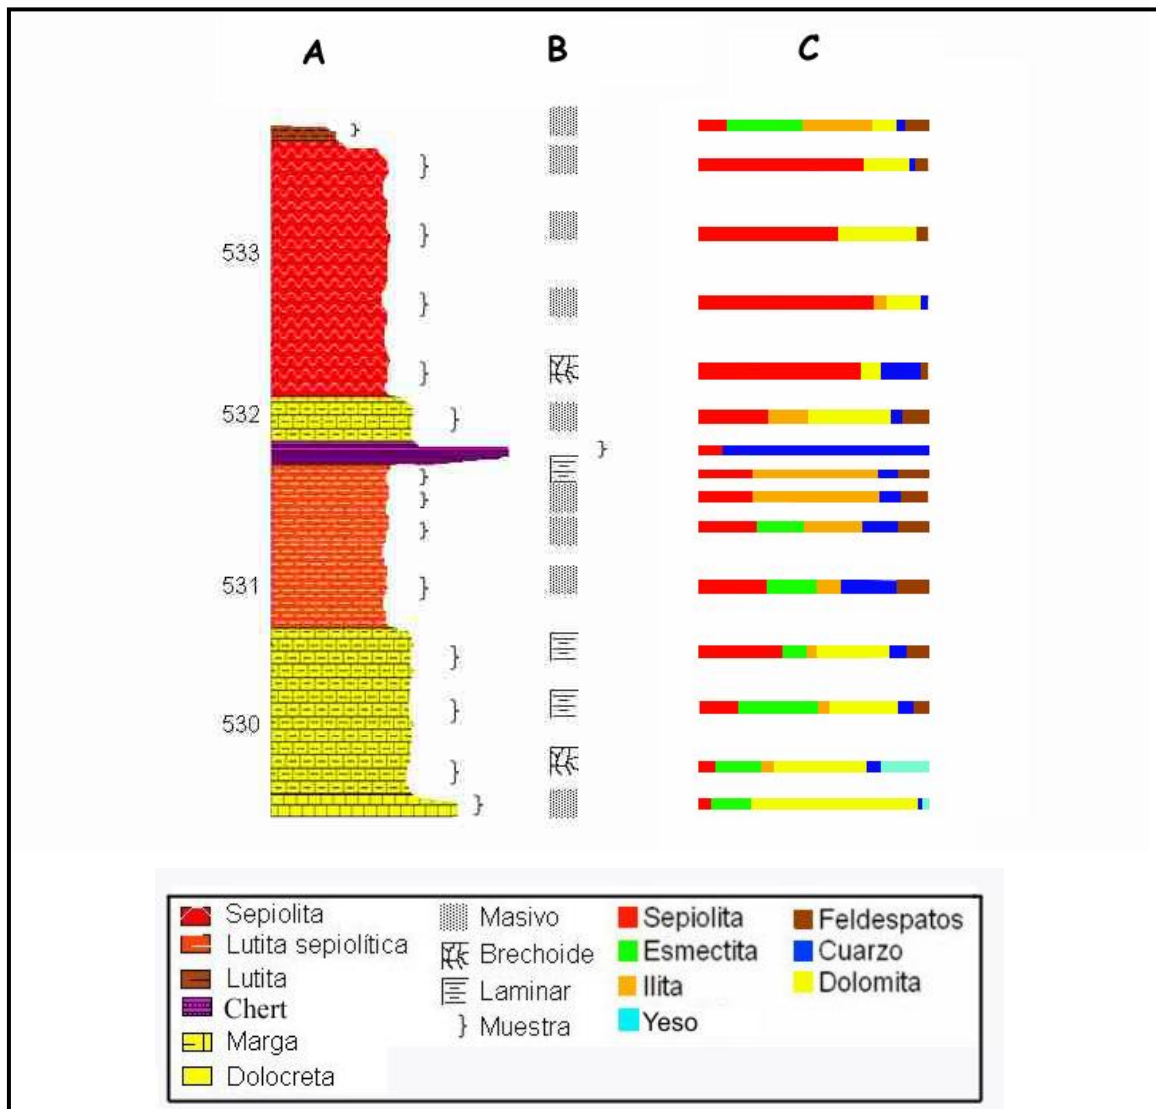 A B C
533
532
531
530
Sepiolita
Lutita sepiolítica
Lutita
Chert
Marga
Dolocreta
Masivo
Brechoide
Laminar
Muestra
Sepiolita
Esmectita
Ilita
Yeso
Feldespatos
Cuarzo
Dolomita